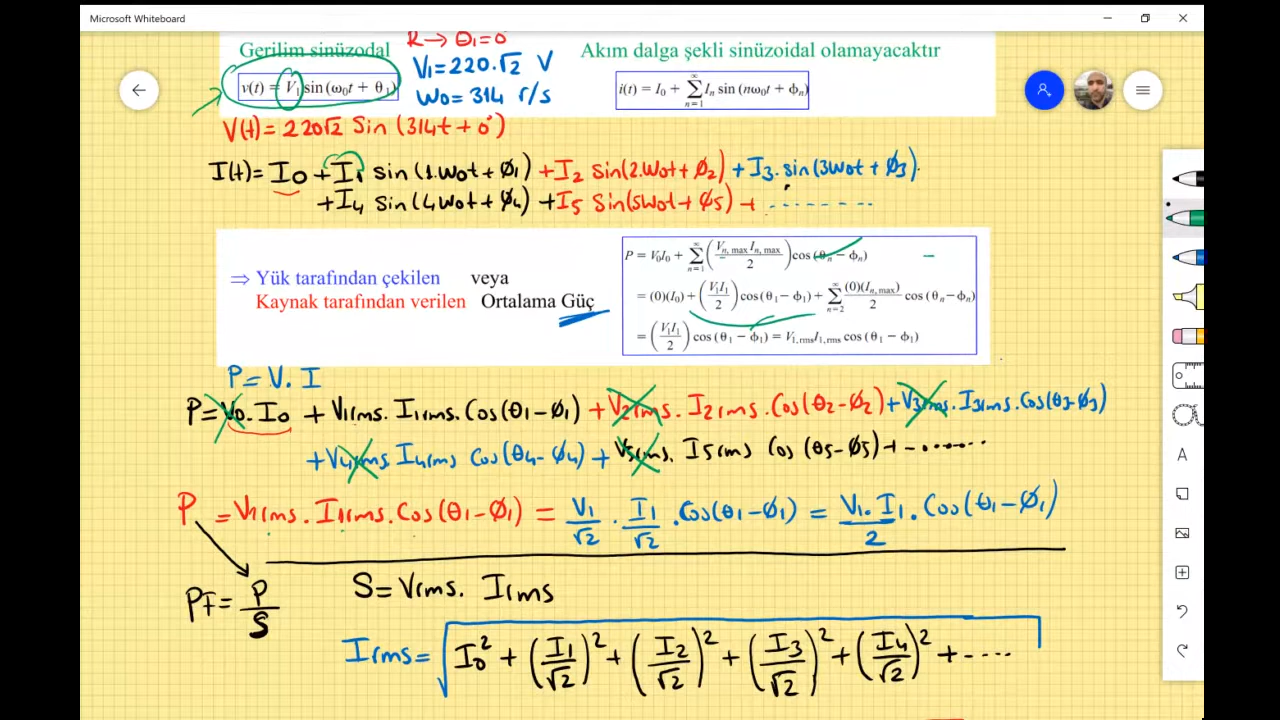 Microsoft Whiteboard
Gerilim sinüzodal
R → θ1=0°
Akım dalga şekli sinüzoidal olamayacaktır
v(t) = V₁ sin (ω₀t + θ₁)
V1=220.√2 V
W0=314 r/s
i(t) = I₀ + ∑_{n=1}^{∞} Iₙ sin (nω₀t + ϕₙ)
V(t)=220√2 Sin(314t+0°)
I(t)= I0 + I1 sin(1.W0t+Ø1) +I2 sin(2.W0t+Ø2) +I3.sin(3W0t+Ø3).
+I4 Sin(4W0t+Ø4)+I5 Sin(5W0t+Ø5)+ ........
P = V₀I₀ + ∑_{n=1}^{∞} (Vₙ,max Iₙ,max / 2) cos (θₙ − ϕₙ)
⇒ Yük tarafından çekilen veya
Kaynak tarafından verilen Ortalama Güç
= (0)(I₀) + (V₁I₁ / 2) cos (θ₁ − ϕ₁) + ∑_{n=2}^{∞} (0)(Iₙ,max) / 2 cos (θₙ − ϕₙ)
= (V₁I₁ / 2) cos (θ₁ − ϕ₁) = V₁,rms I₁,rms cos (θ₁ − ϕ₁)
P= V. I
P= V0. I0 + V1rms. I1rms. Cos(θ1-Ø1) +V2rms. I2rms. Cos(θ2-Ø2)+V3rms. I3rms. Cos(θ3-Ø3)
+V4rms. I4rms Cos(θ4-Ø4) + V5rms. I5rms Cos (θ5-Ø5)+ -......
P =V1rms. I1rms. Cos(θ1-Ø1) = V1/√2 . I1/√2 .Cos(θ1-Ø1) = V1. I1/2 . Cos(θ1-Ø1)
PF= P/S
S= Vrms. Irms
Irms= √(I0² + (I1/√2)² + (I2/√2)² + (I3/√2)² + (I4/√2)² + ....)
A